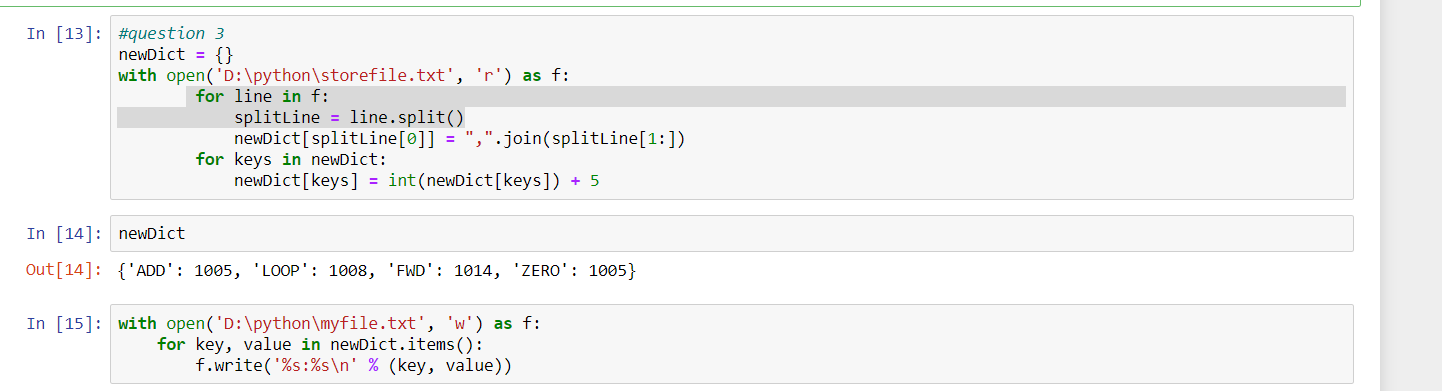 In [13]: #question 3
newDict = {}
with open('D:\python\storefile.txt', 'r') as f:
        for line in f:
            splitLine = line.split()
            newDict[splitLine[0]] = ",".join(splitLine[1:])
        for keys in newDict:
            newDict[keys] = int(newDict[keys]) + 5
In [14]: newDict
Out[14]: {'ADD': 1005, 'LOOP': 1008, 'FWD': 1014, 'ZERO': 1005}
In [15]: with open('D:\python\myfile.txt', 'w') as f:
    for key, value in newDict.items():
        f.write('%s:%s\n' % (key, value))